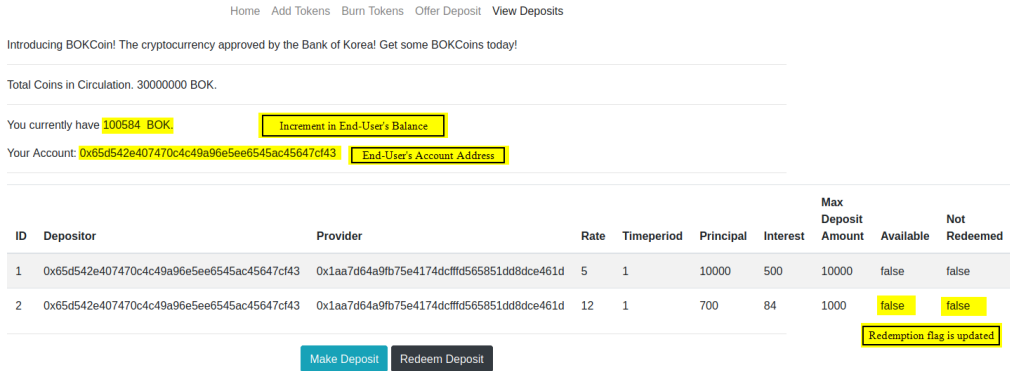 Home Add Tokens Burn Tokens Offer Deposit View Deposits
Introducing BOKCoin! The cryptocurrency approved by the Bank of Korea! Get some BOKCoins today!
Total Coins in Circulation. 30000000 BOK.
You currently have 100584 BOK. Increment in End-User's Balance
Your Account: 0x65d542e407470c4c49a96e5ee6545ac45647cf43 End-User's Account Address
ID Depositor Provider Rate Timeperiod Principal Interest Max Deposit Amount Available Not Redeemed
1 0x65d542e407470c4c49a96e5ee6545ac45647cf43 0x1aa7d64a9fb75e4174dcfffd565851dd8dce461d 5 1 10000 500 10000 false false
2 0x65d542e407470c4c49a96e5ee6545ac45647cf43 0x1aa7d64a9fb75e4174dcfffd565851dd8dce461d 12 1 700 84 1000 false false
Redemption flag is updated
Make Deposit Redeem Deposit